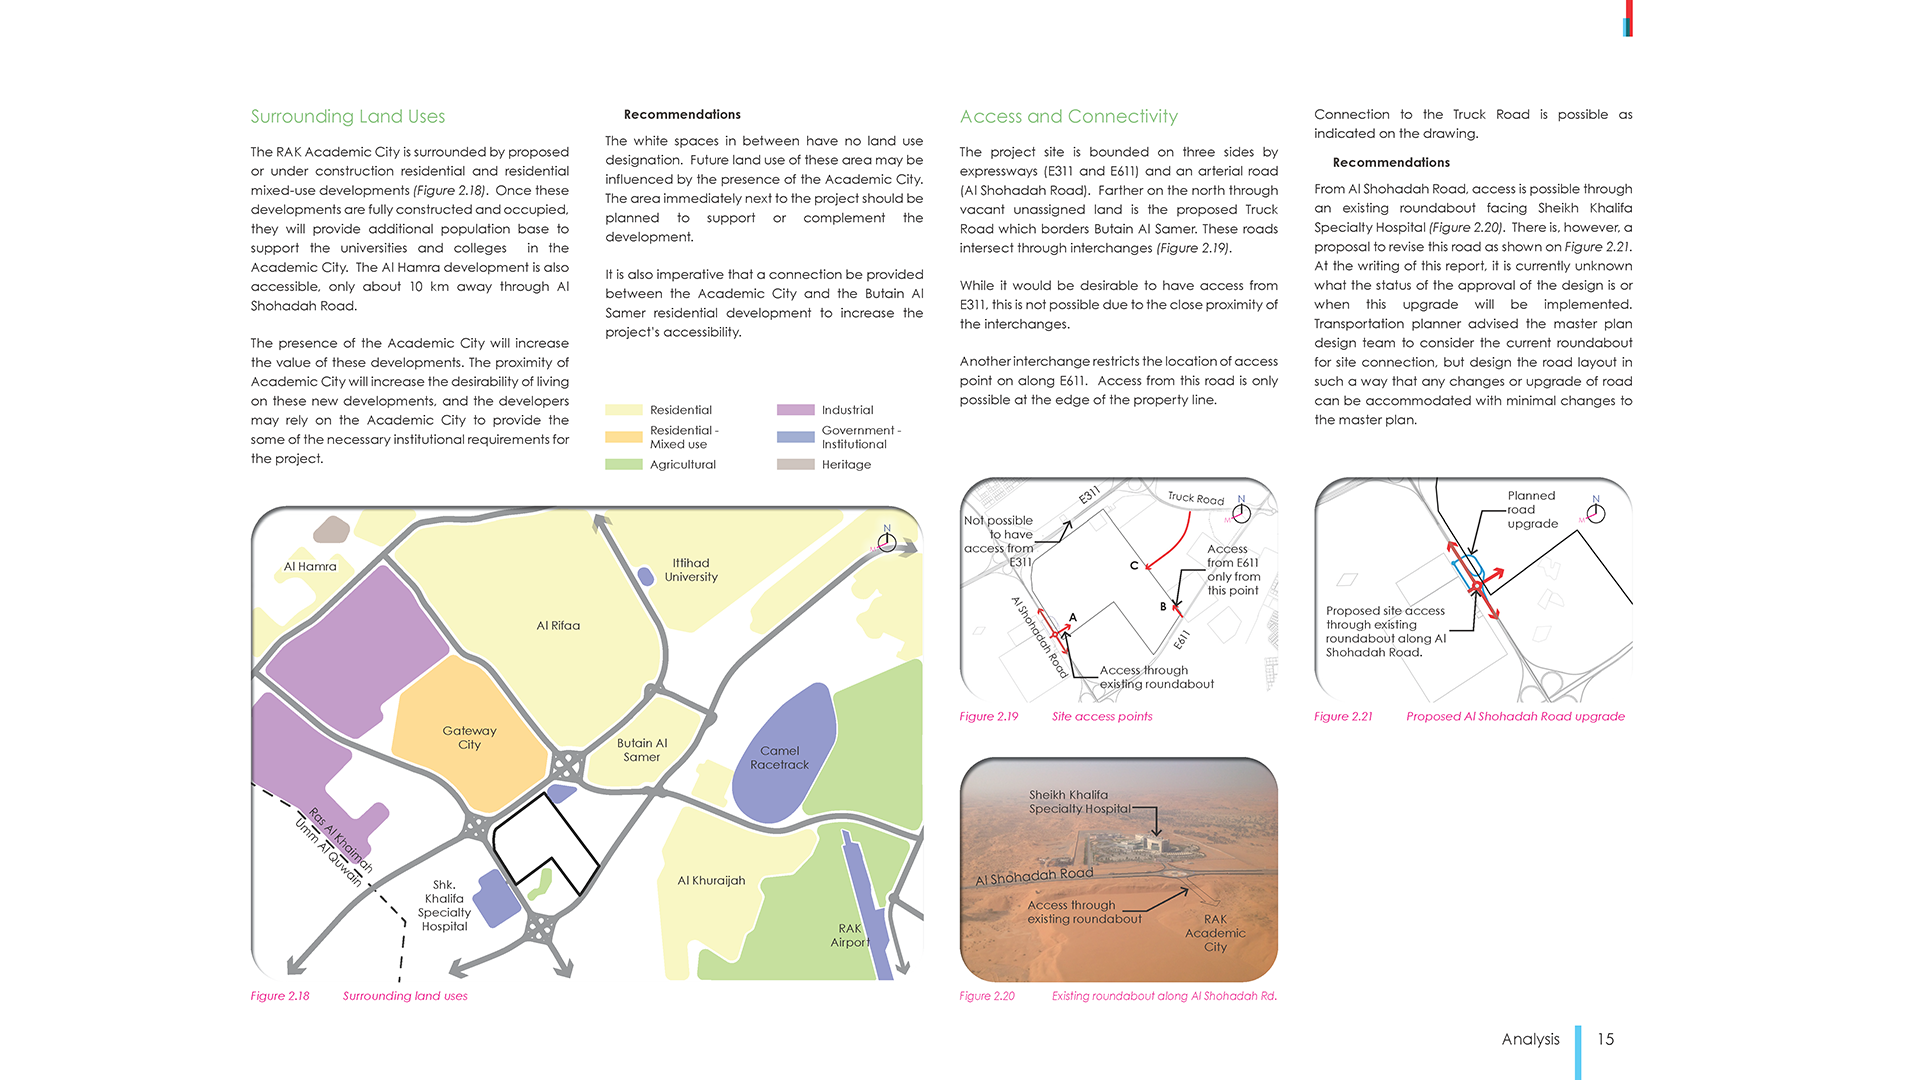 Surrounding Land Uses
The RAK Academic City is surrounded by proposed
or under construction residential and residential
mixed-use developments (Figure 2.18). Once these
developments are fully constructed and occupied,
they will provide additional population base to
support the universities and colleges in the
Academic City. The Al Hamra development is also
accessible, only about 10 km away through Al
Shohadah Road.
The presence of the Academic City will increase
the value of these developments. The proximity of
Academic City will increase the desirability of living
on these new developments, and the developers
may rely on the Academic City to provide the
some of the necessary institutional requirements for
the project.
Recommendations
The white spaces in between have no land use
designation. Future land use of these area may be
influenced by the presence of the Academic City.
The area immediately next to the project should be
planned to support or complement the
development.
It is also imperative that a connection be provided
between the Academic City and the Butain Al
Samer residential development to increase the
project's accessibility.
Residential
Residential -
Mixed use
Agricultural
Industrial
Government -
Institutional
Heritage
Al Hamra
Ittihad
University
Al Rifaa
Gateway
City
Butain Al
Samer
Camel
Racetrack
Ras Al Khaimah
Umm Al Quwain
Shk.
Khalifa
Specialty
Hospital
Al Khuraijah
RAK
Airport
N
M
Figure 2.18 Surrounding land uses
Access and Connectivity
The project site is bounded on three sides by
expressways (E311 and E611) and an arterial road
(Al Shohadah Road). Farther on the north through
vacant unassigned land is the proposed Truck
Road which borders Butain Al Samer. These roads
intersect through interchanges (Figure 2.19).
While it would be desirable to have access from
E311, this is not possible due to the close proximity of
the interchanges.
Another interchange restricts the location of access
point on along E611. Access from this road is only
possible at the edge of the property line.
E311
Truck Road
N
M
Not possible
to have
access from
E311
Access
from E611
only from
this point
C
B
A
Al Shohadah Road
E611
Access through
existing roundabout
Figure 2.19 Site access points
Sheikh Khalifa
Specialty Hospital
Al Shohadah Road
Access through
existing roundabout
RAK
Academic
City
Figure 2.20 Existing roundabout along Al Shohadah Rd.
Connection to the Truck Road is possible as
indicated on the drawing.
Recommendations
From Al Shohadah Road, access is possible through
an existing roundabout facing Sheikh Khalifa
Specialty Hospital (Figure 2.20). There is, however, a
proposal to revise this road as shown on Figure 2.21.
At the writing of this report, it is currently unknown
what the status of the approval of the design is or
when this upgrade will be implemented.
Transportation planner advised the master plan
design team to consider the current roundabout
for site connection, but design the road layout in
such a way that any changes or upgrade of road
can be accommodated with minimal changes to
the master plan.
Planned
road
upgrade
N
M
Proposed site access
through existing
roundabout along Al
Shohadah Road.
Figure 2.21 Proposed Al Shohadah Road upgrade
Analysis 15